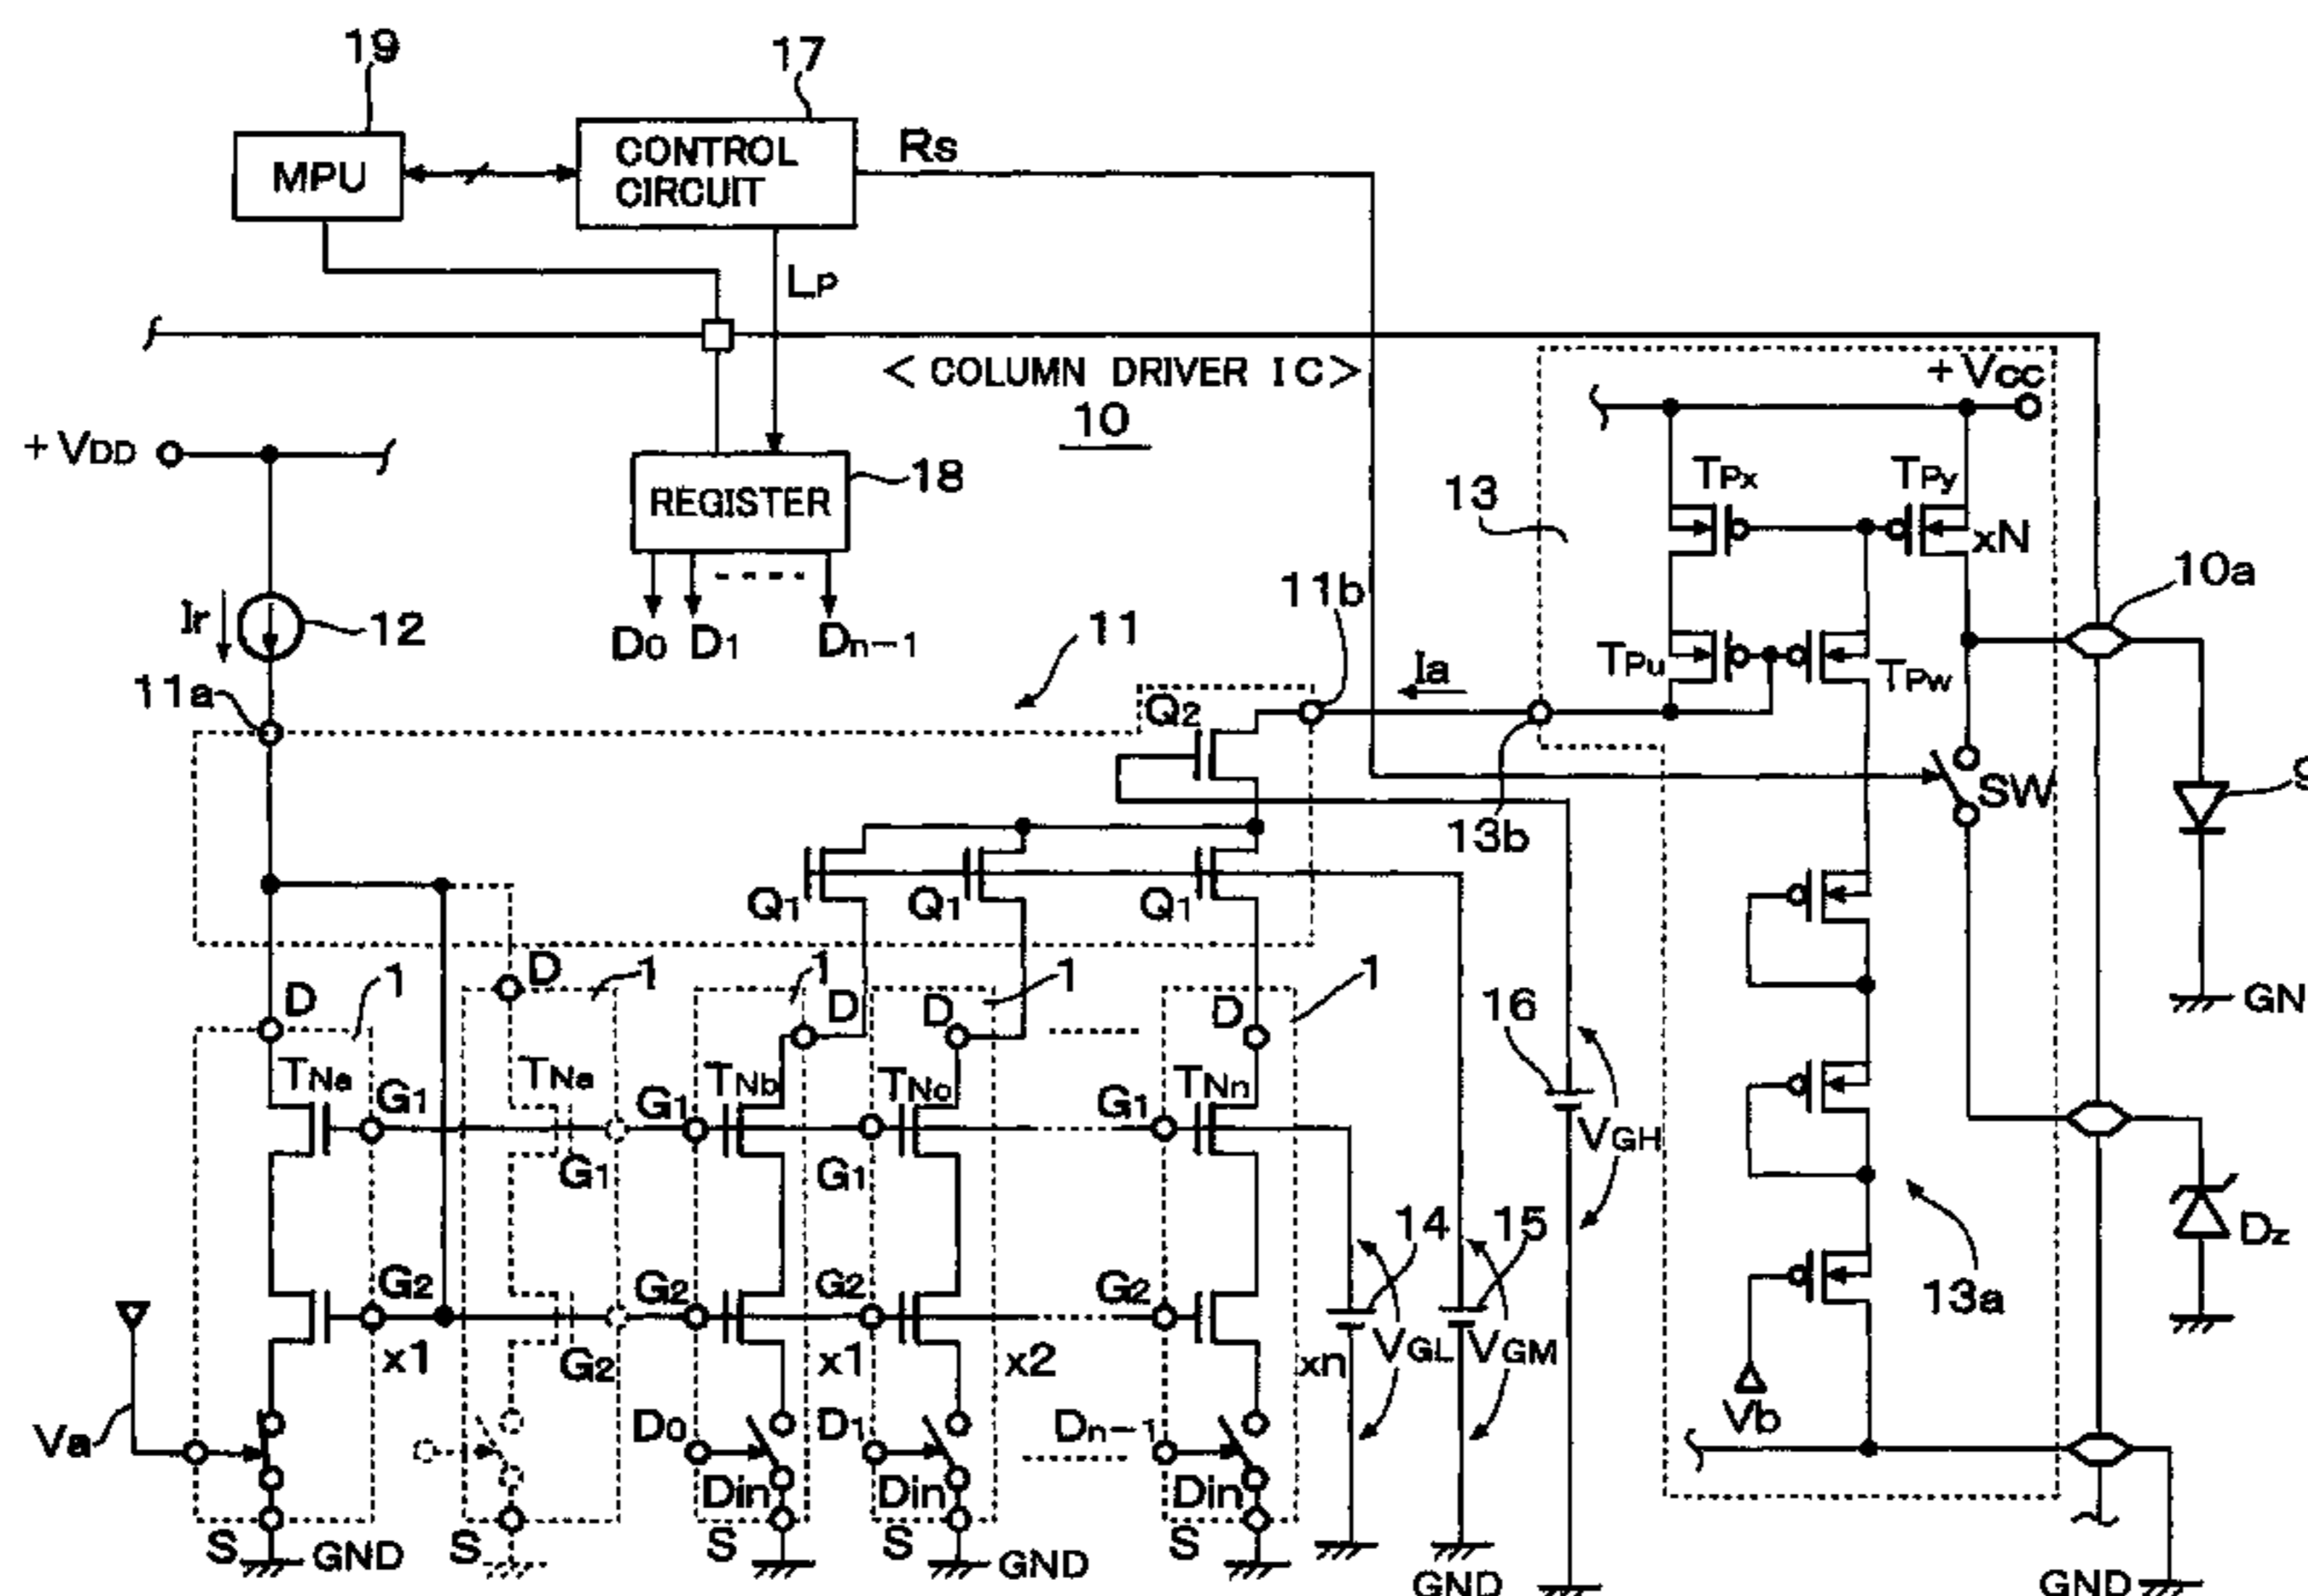 19
17
MPU
CONTROL
CIRCUIT
Rs
LP
< COLUMN DRIVER IC >
10
+VCC
+VDD
REGISTER
18
13
TPx
TPy
xN
10a
Ir
12
D0 D1 Dn-1
11
11b
Ia
TPu
TPw
11a
Q2
13b
SW
9
Q1 Q1 Q1
D 1
D 1
1 D
D 1
D 1
16
GN
TNa G1
TNa G1
G1 TNb
G1
G1 TNn
VGH
14
15
Dz
G2
G2
G2
G2
G2
x1
x1
x2
xn
VGL
VGM
13a
Va
D0
D1
Dn-1
Vb
Din
Din
Din
S GND
S
S
S GND
S
GND
GND